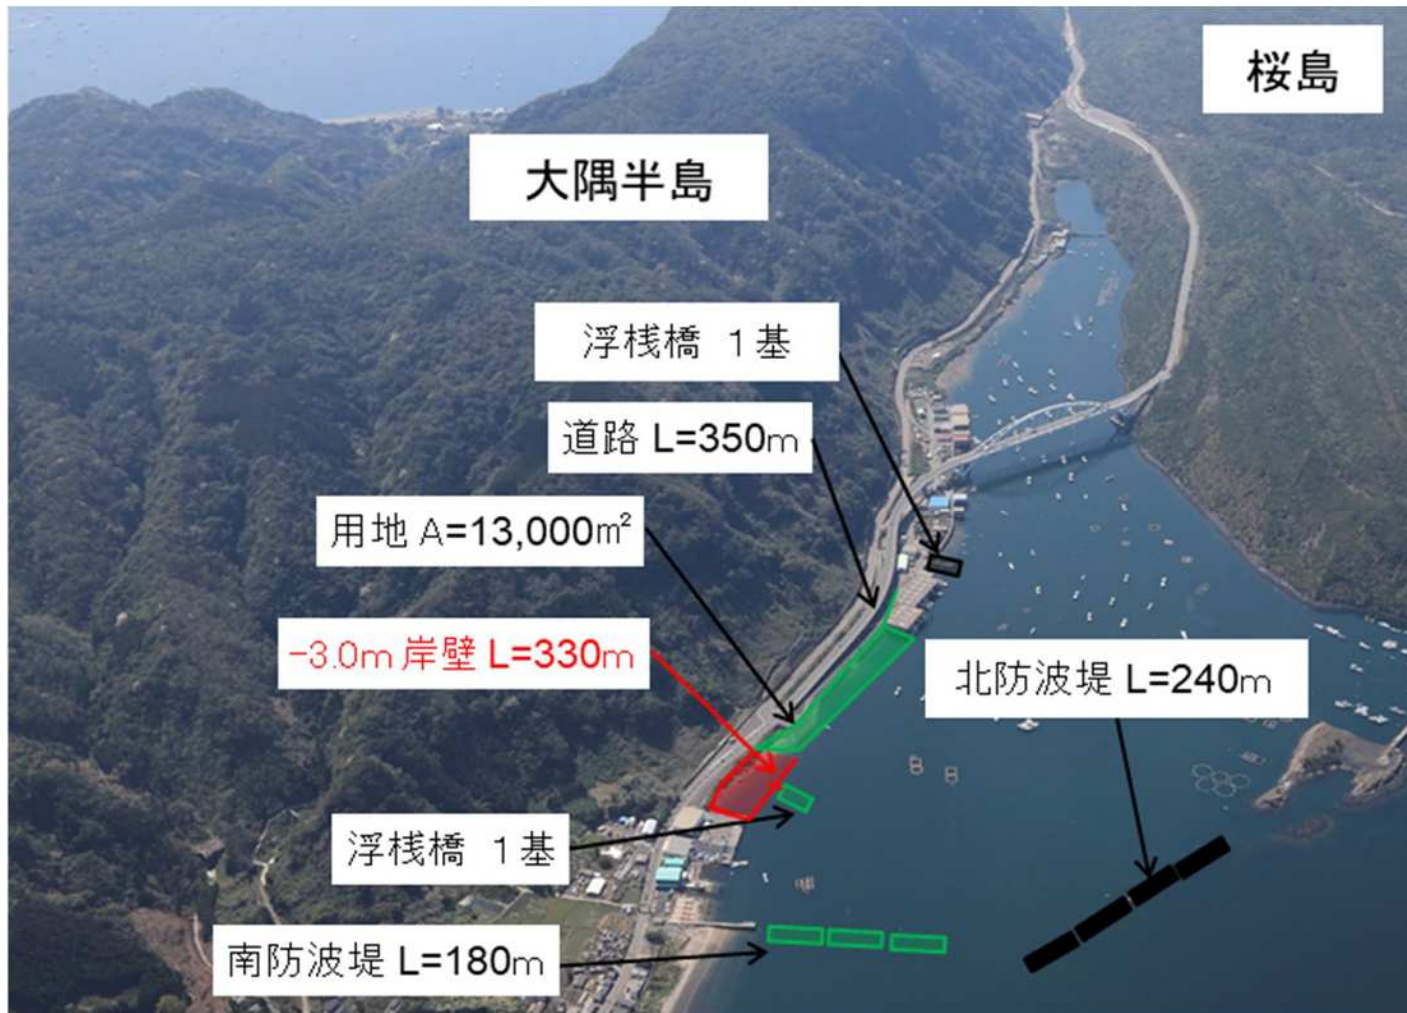 桜島
大隅半島
浮桟橋 1基
道路 L=350m
用地 A=13,000m²
-3.0m 岸壁 L=330m
北防波堤 L=240m
浮桟橋 1基
南防波堤 L=180m